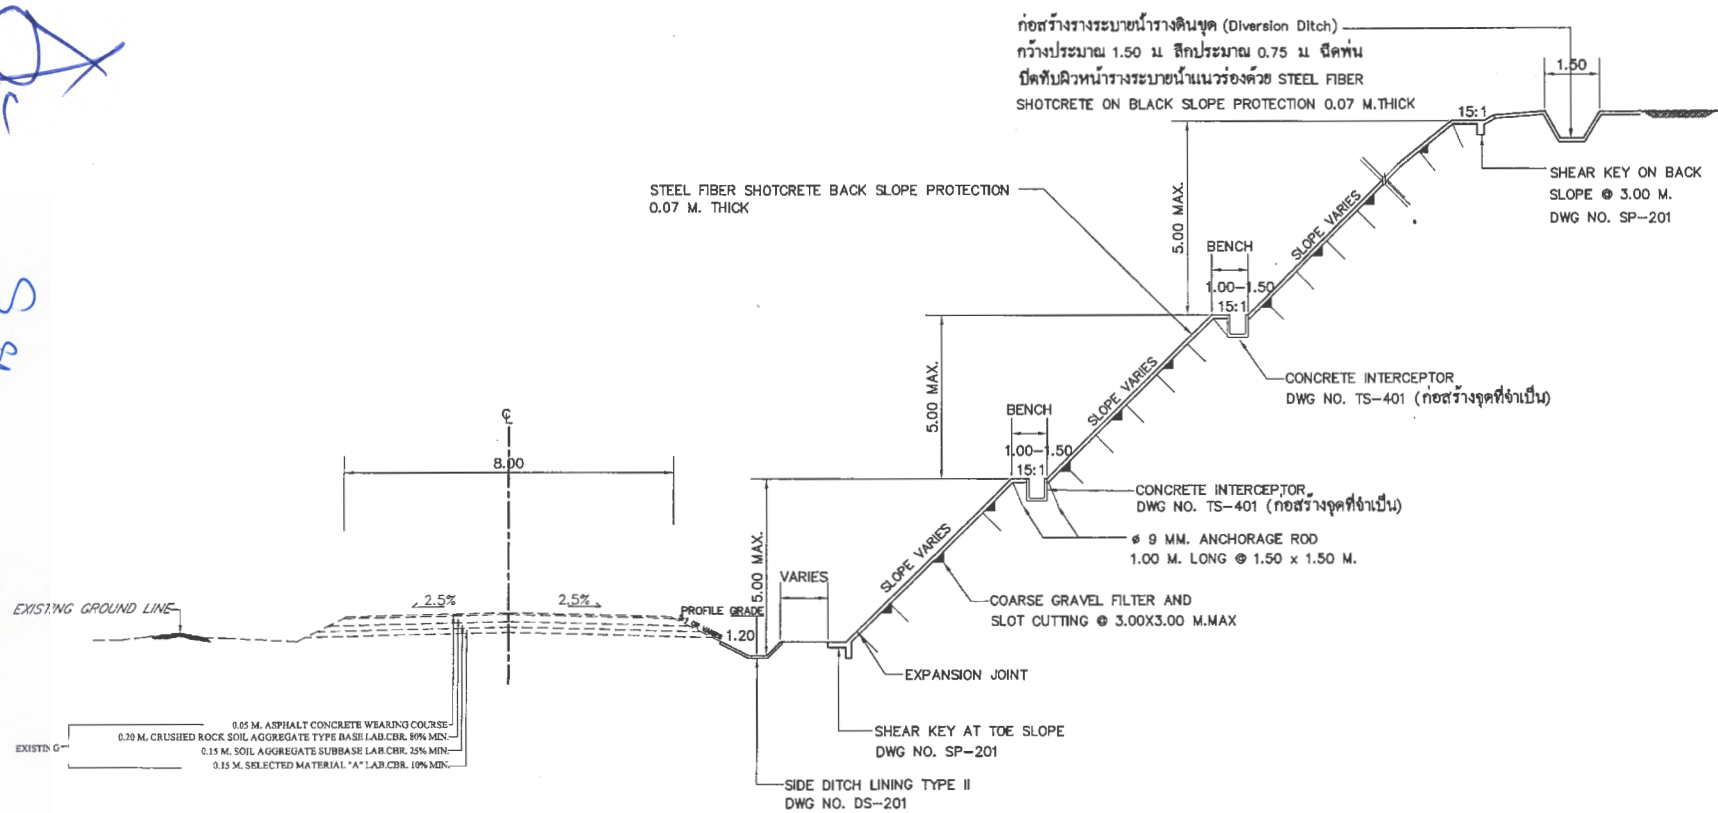 ก่อสร้างรางระบายน้ำรางดินขุด (Diversion Ditch)
กว้างประมาณ 1.50 ม ลึกประมาณ 0.75 ม ฉีดพ่น
ปิดทับผิวหน้ารางระบายน้ำแนวร่องด้วย STEEL FIBER
SHOTCRETE ON BLACK SLOPE PROTECTION 0.07 M.THICK
1.50
15:1
SHEAR KEY ON BACK
SLOPE @ 3.00 M.
DWG NO. SP-201
STEEL FIBER SHOTCRETE BACK SLOPE PROTECTION
0.07 M. THICK
5.00 MAX.
SLOPE VARIES
BENCH
1.00-1.50
15:1
CONCRETE INTERCEPTOR
DWG NO. TS-401 (ก่อสร้างจุดที่จำเป็น)
5.00 MAX.
SLOPE VARIES
BENCH
1.00-1.50
15:1
CONCRETE INTERCEPTOR
DWG NO. TS-401 (ก่อสร้างจุดที่จำเป็น)
ø 9 MM. ANCHORAGE ROD
1.00 M. LONG @ 1.50 x 1.50 M.
℄
8.00
5.00 MAX.
SLOPE VARIES
VARIES
COARSE GRAVEL FILTER AND
SLOT CUTTING @ 3.00X3.00 M.MAX
EXISTING GROUND LINE
2.5%
2.5%
PROFILE GRADE
1.20
EXPANSION JOINT
SHEAR KEY AT TOE SLOPE
DWG NO. SP-201
SIDE DITCH LINING TYPE II
DWG NO. DS-201
EXISTING
0.05 M. ASPHALT CONCRETE WEARING COURSE
0.20 M. CRUSHED ROCK SOIL AGGREGATE TYPE BASE LAB.CBR. 80% MIN.
0.15 M. SOIL AGGREGATE SUBBASE LAB.CBR. 25% MIN.
0.15 M. SELECTED MATERIAL "A" LAB.CBR. 10% MIN.